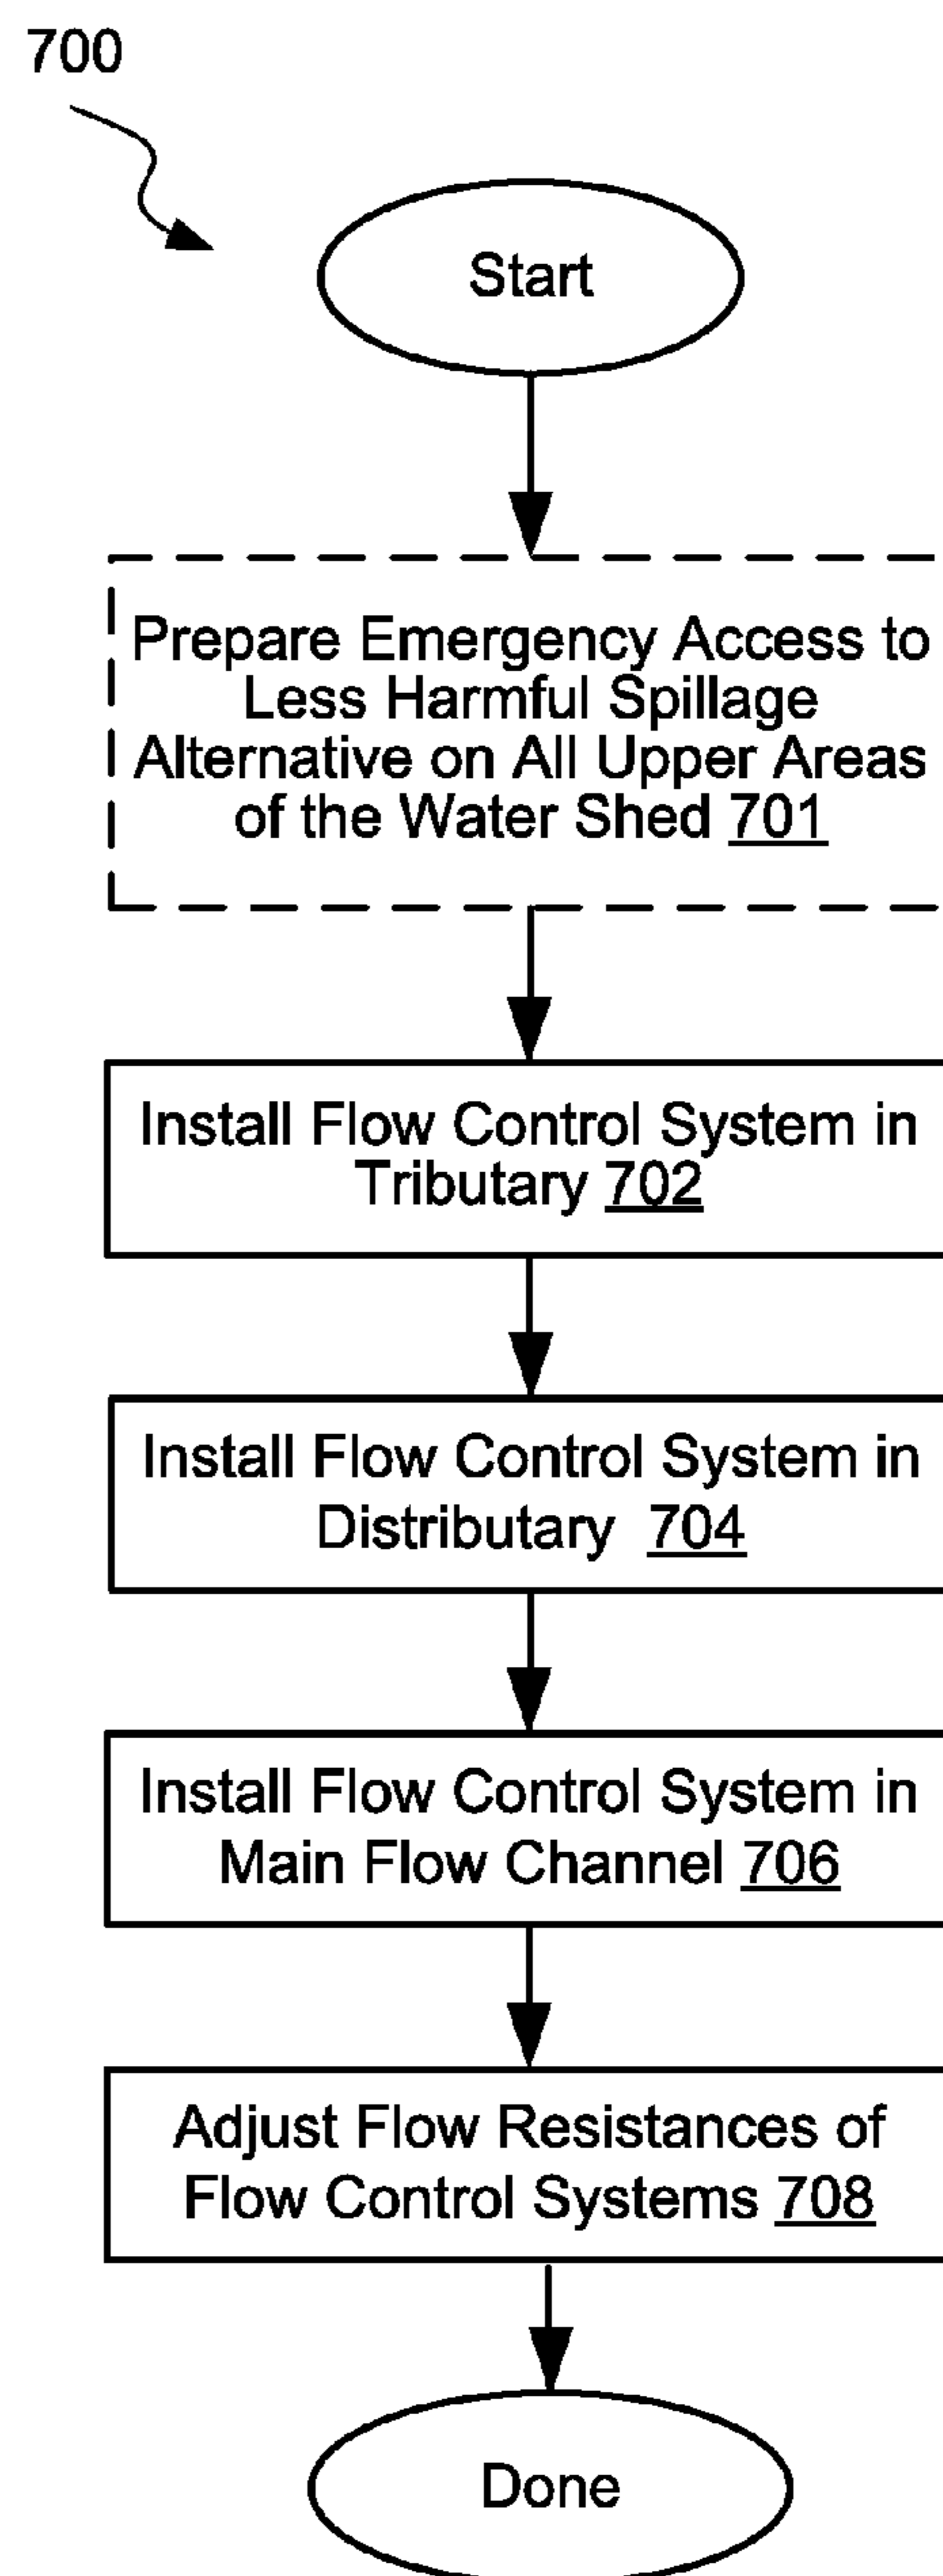 700
Start
Prepare Emergency Access to
Less Harmful Spillage
Alternative on All Upper Areas
of the Water Shed 701
Install Flow Control System in
Tributary 702
Install Flow Control System in
Distributary 704
Install Flow Control System in
Main Flow Channel 706
Adjust Flow Resistances of
Flow Control Systems 708
Done